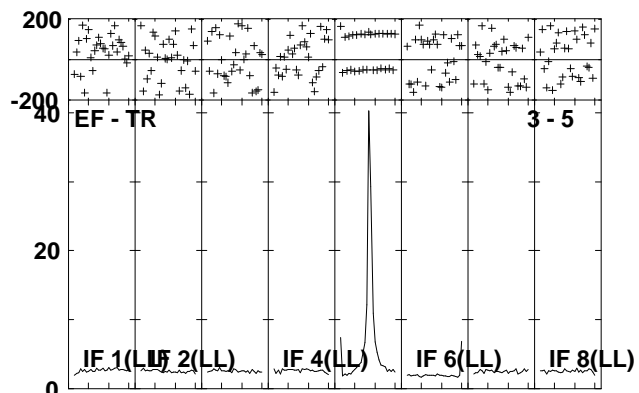 200
-200
40
EF - TR 3 - 5
20
IF 1(LL) IF 2(LL) IF 4(LL) IF 6(LL) IF 8(LL)
0